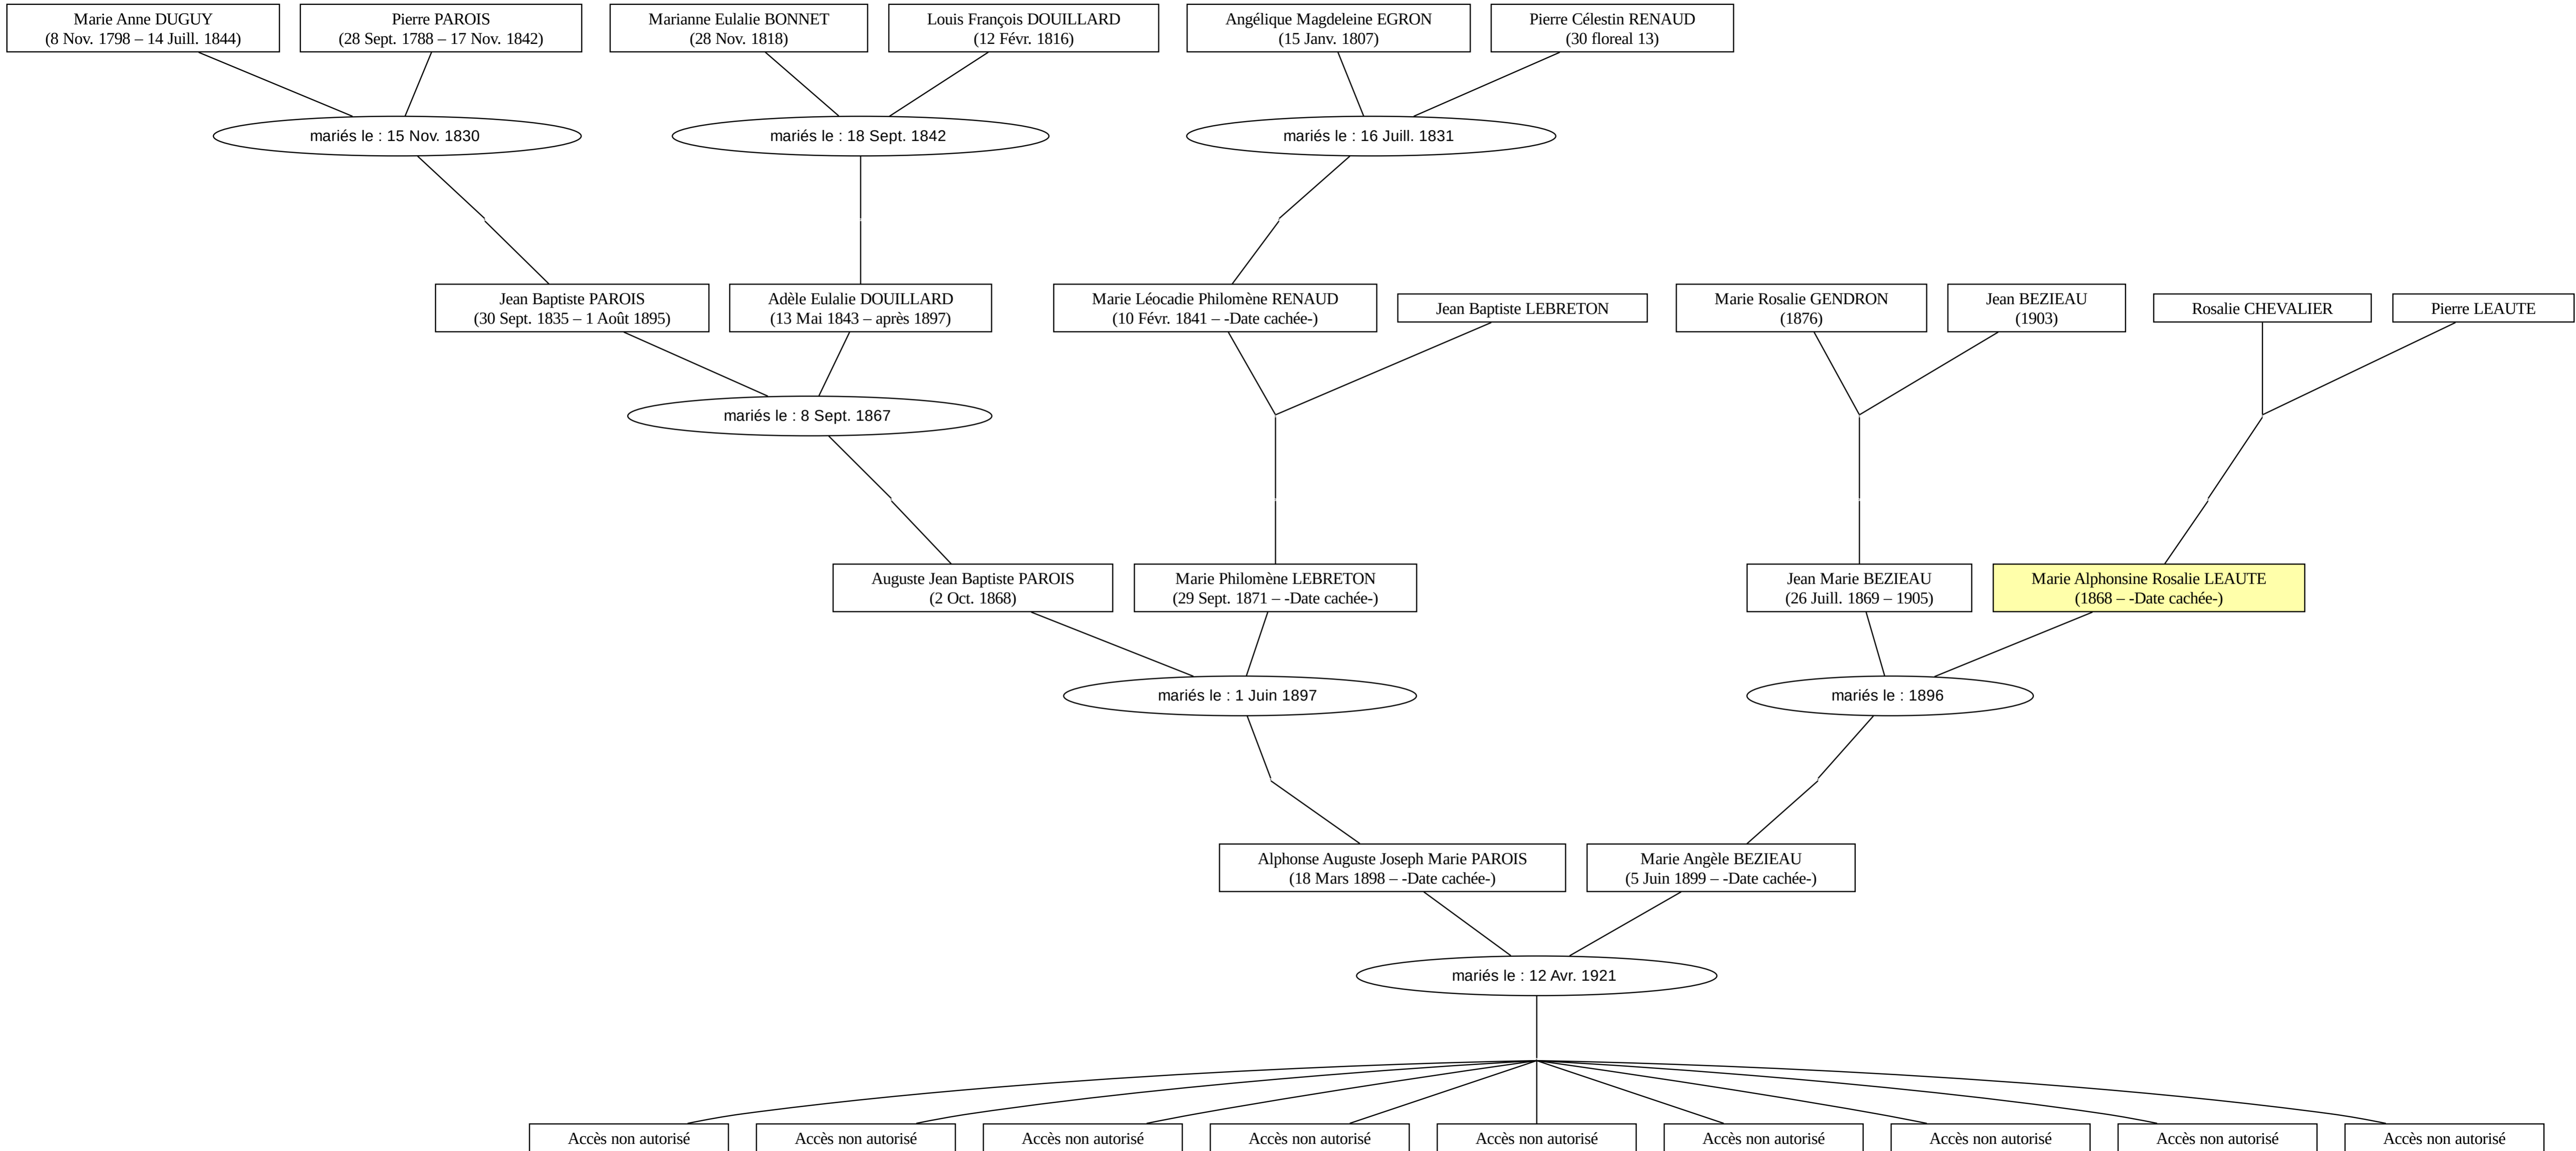 Marie Anne DUGUY
(8 Nov. 1798 – 14 Juill. 1844)
Pierre PAROIS
(28 Sept. 1788 – 17 Nov. 1842)
Marianne Eulalie BONNET
(28 Nov. 1818)
Louis François DOUILLARD
(12 Févr. 1816)
Angélique Magdeleine EGRON
(15 Janv. 1807)
Pierre Célestin RENAUD
(30 floreal 13)
mariés le : 15 Nov. 1830
mariés le : 18 Sept. 1842
mariés le : 16 Juill. 1831
Jean Baptiste PAROIS
(30 Sept. 1835 – 1 Août 1895)
Adèle Eulalie DOUILLARD
(13 Mai 1843 – après 1897)
Marie Léocadie Philomène RENAUD
(10 Févr. 1841 – -Date cachée-)
Jean Baptiste LEBRETON
Marie Rosalie GENDRON
(1876)
Jean BEZIEAU
(1903)
Rosalie CHEVALIER
Pierre LEAUTE
mariés le : 8 Sept. 1867
Auguste Jean Baptiste PAROIS
(2 Oct. 1868)
Marie Philomène LEBRETON
(29 Sept. 1871 – -Date cachée-)
Jean Marie BEZIEAU
(26 Juill. 1869 – 1905)
Marie Alphonsine Rosalie LEAUTE
(1868 – -Date cachée-)
mariés le : 1 Juin 1897
mariés le : 1896
Alphonse Auguste Joseph Marie PAROIS
(18 Mars 1898 – -Date cachée-)
Marie Angèle BEZIEAU
(5 Juin 1899 – -Date cachée-)
mariés le : 12 Avr. 1921
Accès non autorisé
Accès non autorisé
Accès non autorisé
Accès non autorisé
Accès non autorisé
Accès non autorisé
Accès non autorisé
Accès non autorisé
Accès non autorisé